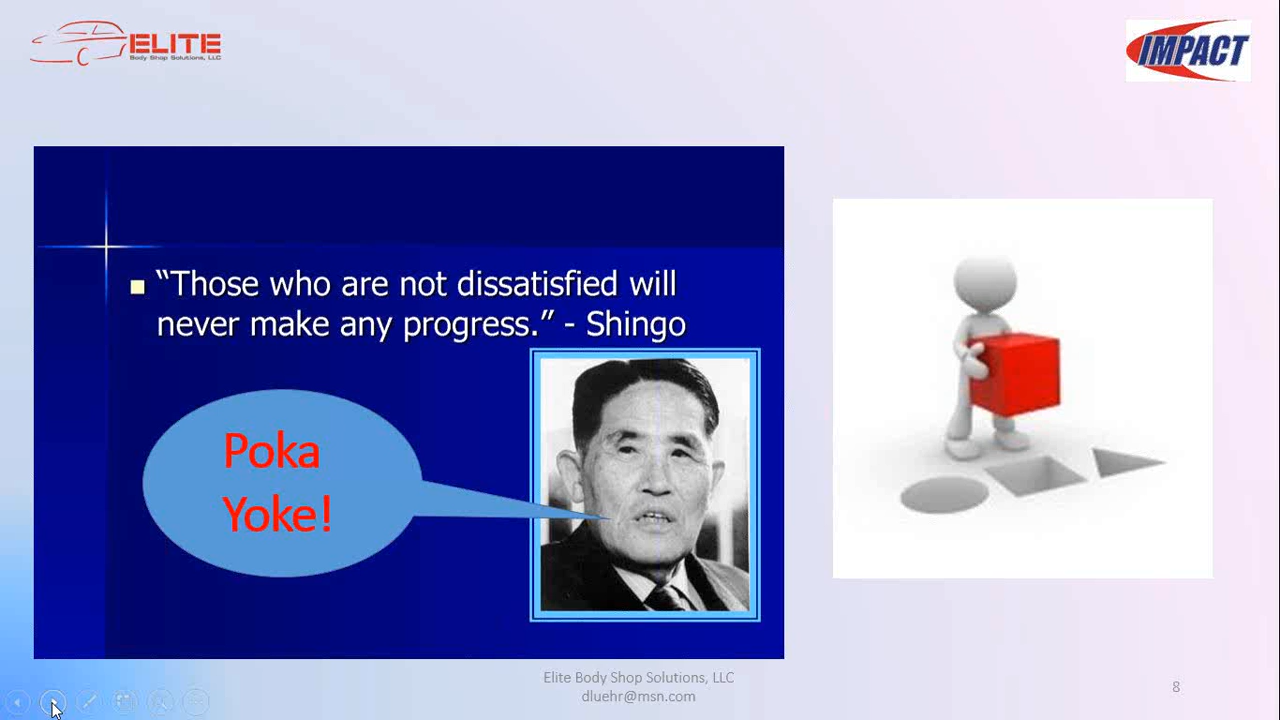 ELITE
Body Shop Solutions, LLC
IMPACT
“Those who are not dissatisfied will
never make any progress.” - Shingo
Poka
Yoke!
Elite Body Shop Solutions, LLC
dluehr@msn.com
8